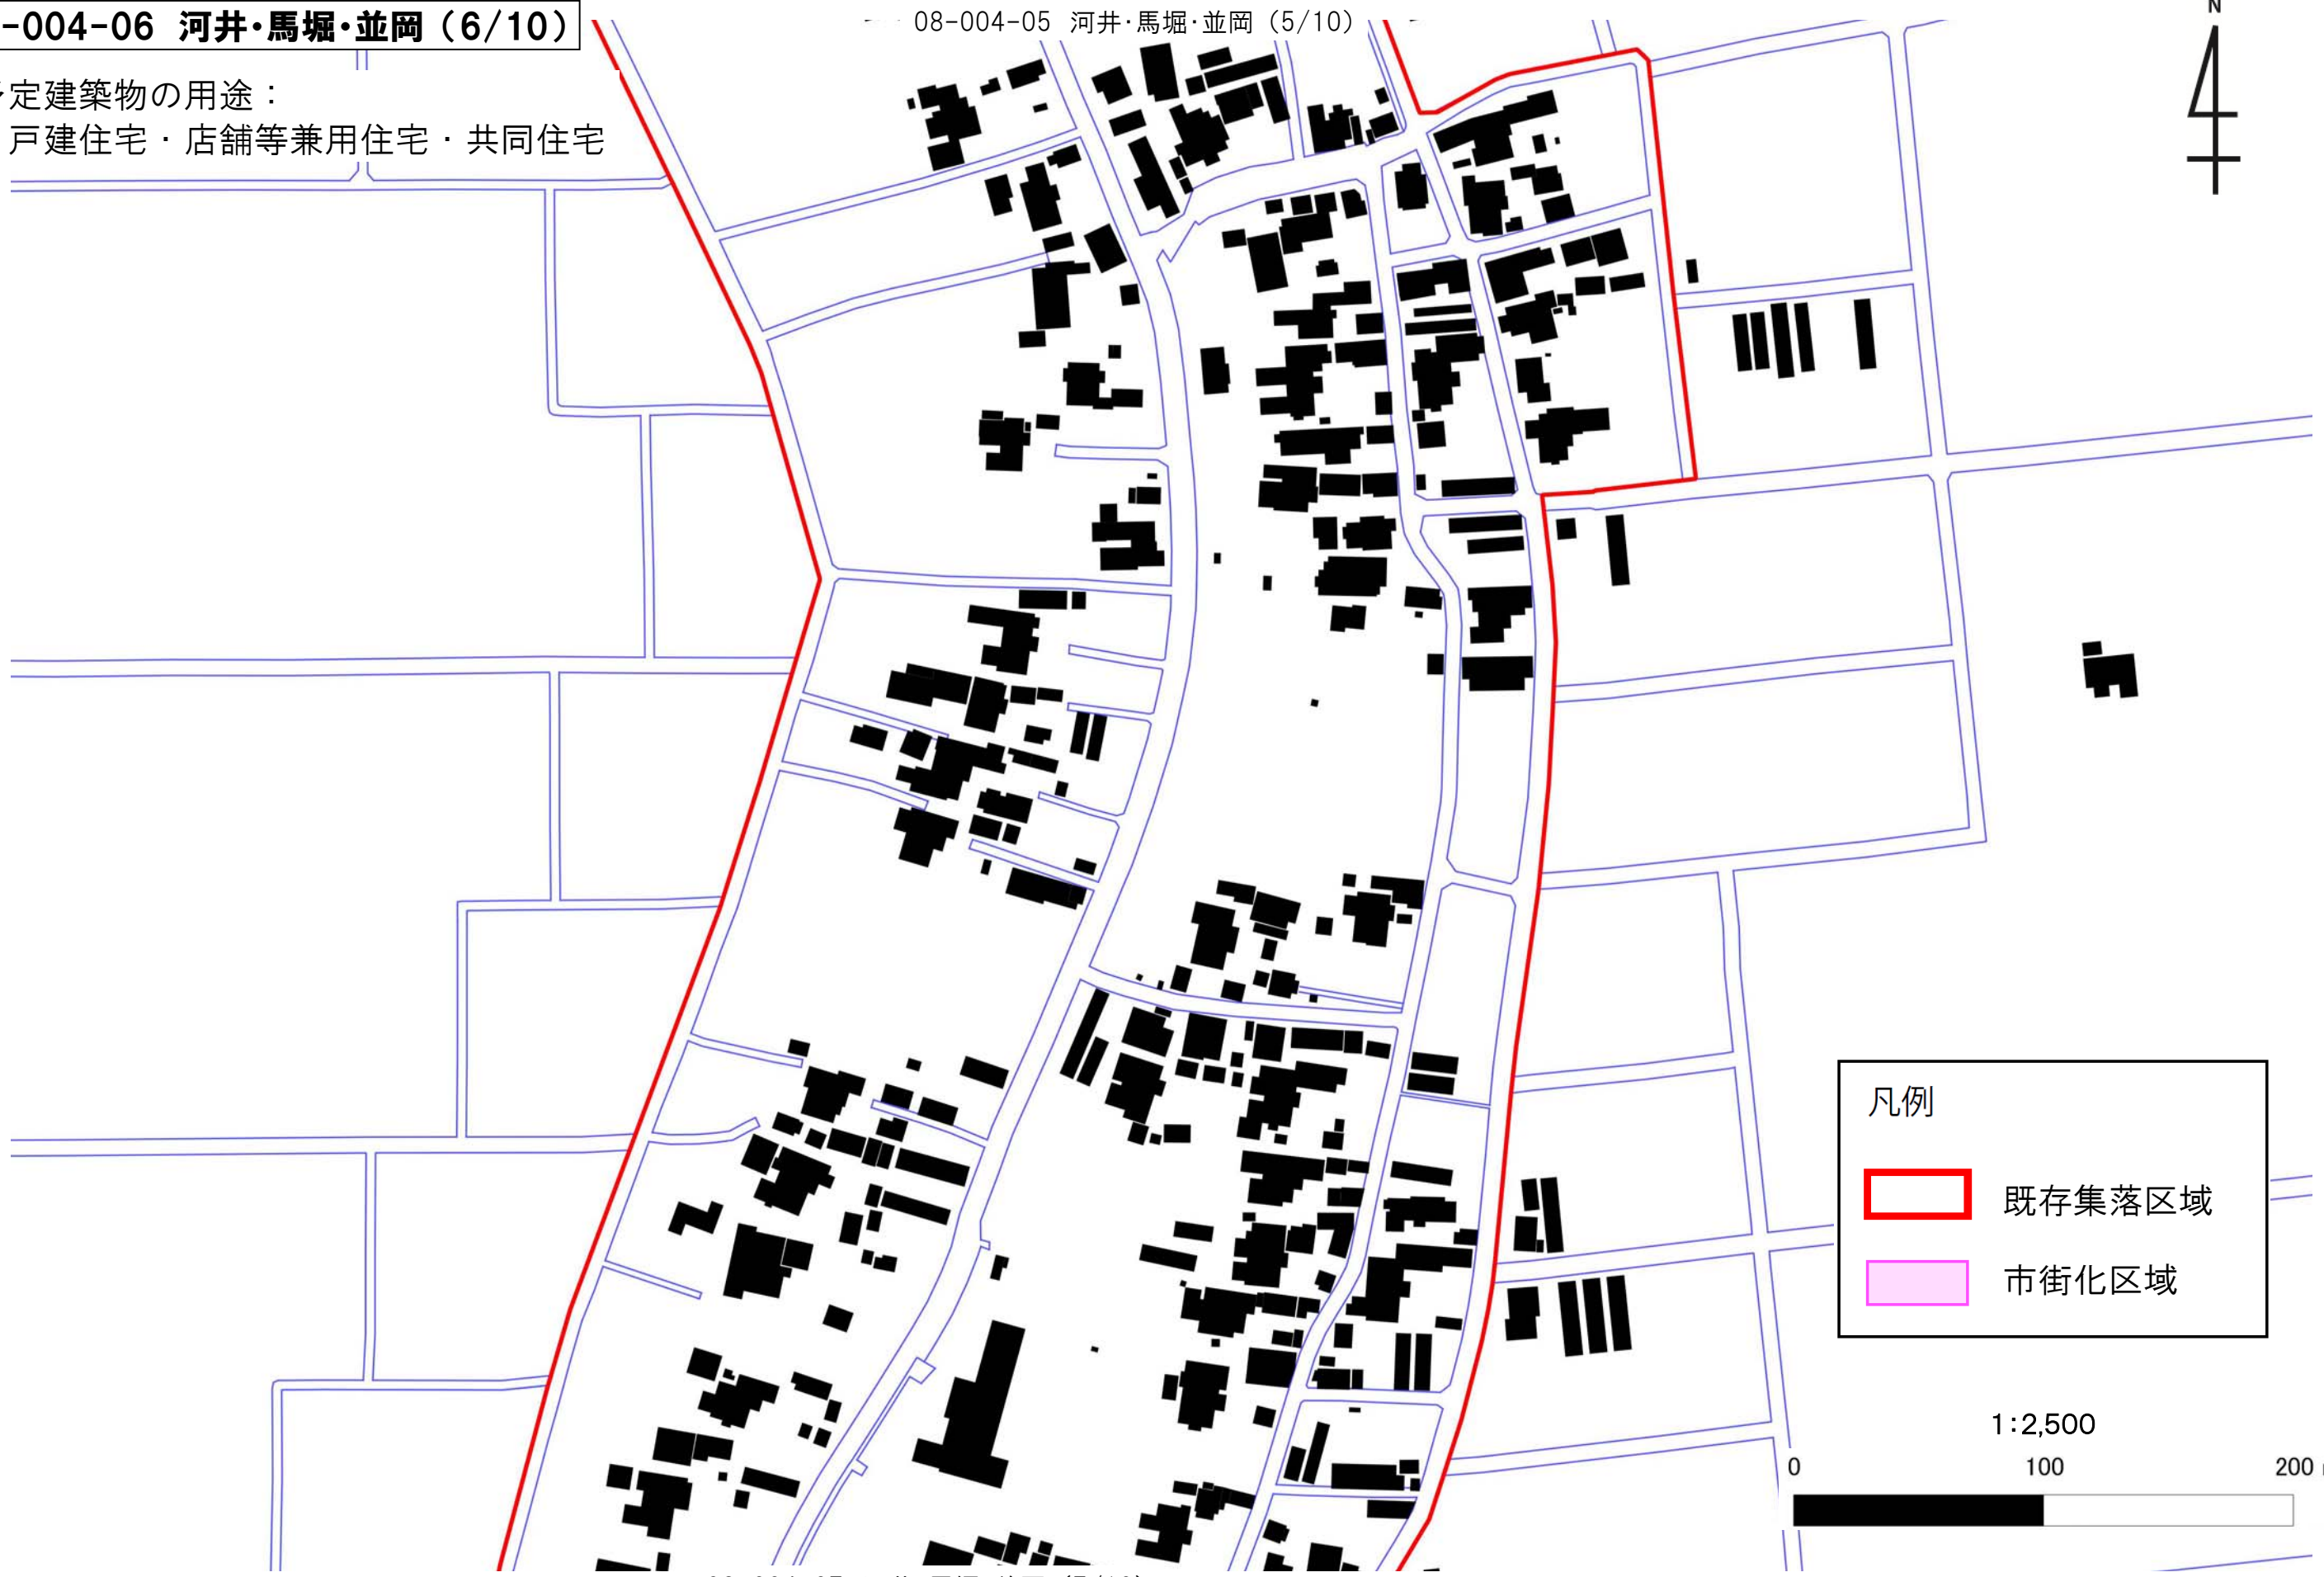 -004-06 河井・馬堀・並岡（6/10）
08-004-05 河井・馬堀・並岡（5/10）
N
定建築物の用途：
戸建住宅・店舗等兼用住宅・共同住宅
凡例
既存集落区域
市街化区域
1:2,500
0 100 200